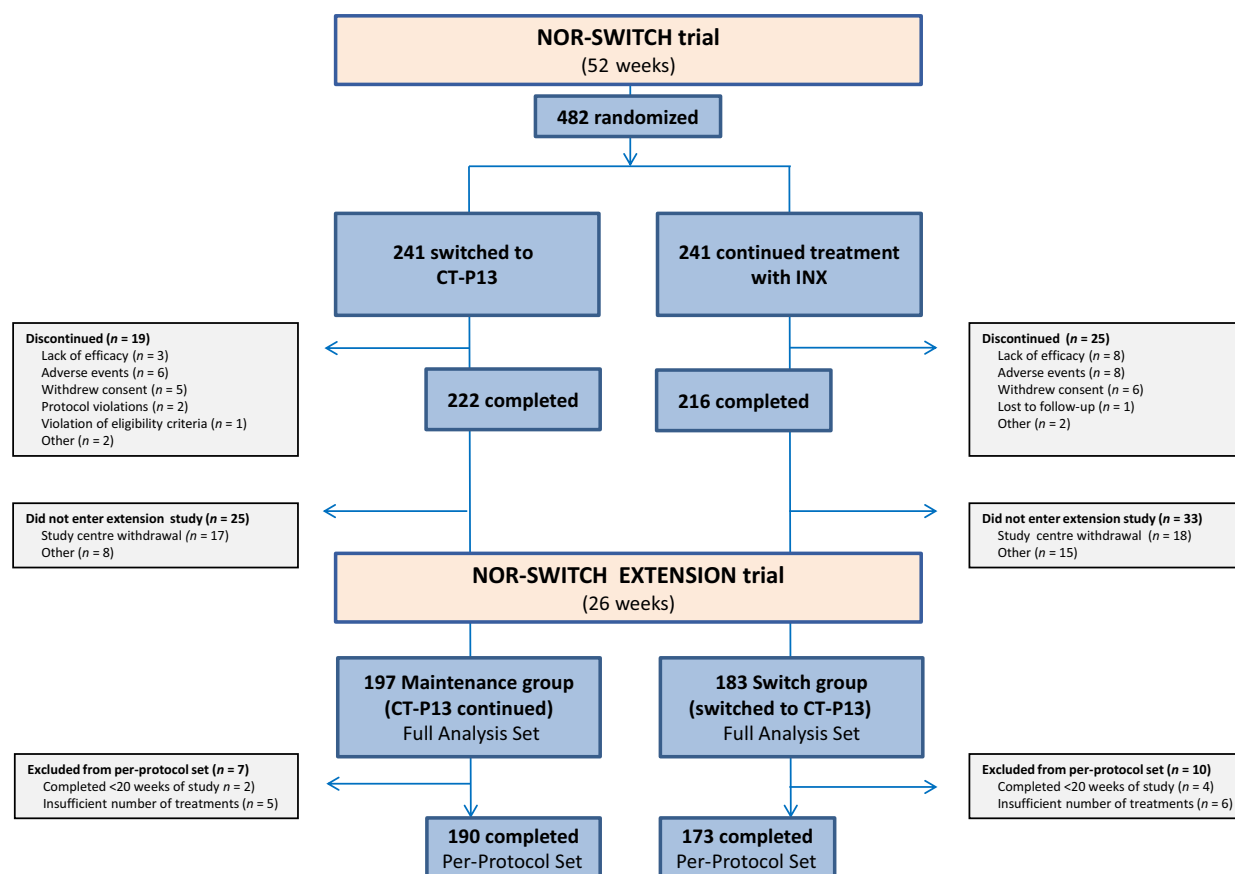 NOR-SWITCH trial
(52 weeks)
482 randomized
241 switched to
CT-P13
241 continued treatment
with INX
Discontinued (n = 19)
Lack of efficacy (n = 3)
Adverse events (n = 6)
Withdrew consent (n = 5)
Protocol violations (n = 2)
Violation of eligibility criteria (n = 1)
Other (n = 2)
Discontinued (n = 25)
Lack of efficacy (n = 8)
Adverse events (n = 8)
Withdrew consent (n = 6)
Lost to follow-up (n = 1)
Other (n = 2)
222 completed
216 completed
Did not enter extension study (n = 25)
Study centre withdrawal (n = 17)
Other (n = 8)
Did not enter extension study (n = 33)
Study centre withdrawal (n = 18)
Other (n = 15)
NOR-SWITCH EXTENSION trial
(26 weeks)
197 Maintenance group
(CT-P13 continued)
Full Analysis Set
183 Switch group
(switched to CT-P13)
Full Analysis Set
Excluded from per-protocol set (n = 7)
Completed <20 weeks of study n = 2)
Insufficient number of treatments (n = 5)
Excluded from per-protocol set (n = 10)
Completed <20 weeks of study (n = 4)
Insufficient number of treatments (n = 6)
190 completed
Per-Protocol Set
173 completed
Per-Protocol Set